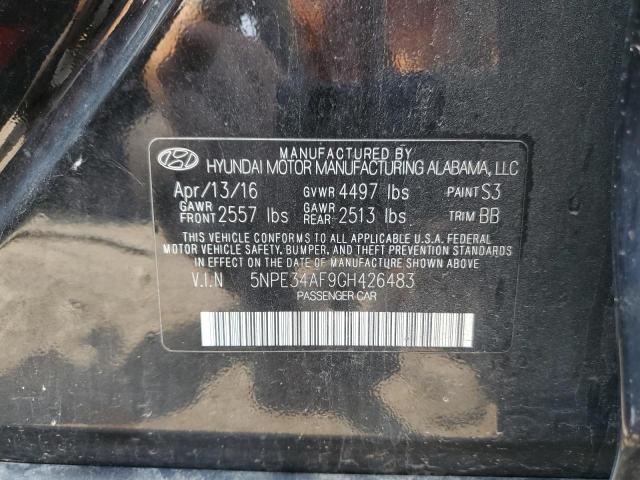 MANUFACTURED BY
HYUNDAI MOTOR MANUFACTURING ALABAMA, LLC
Apr/13/16 GVWR 4497 lbs PAINT S3
GAWR FRONT 2557 lbs GAWR REAR 2513 lbs TRIM BB
THIS VEHICLE CONFORMS TO ALL APPLICABLE U.S.A. FEDERAL
MOTOR VEHICLE SAFETY, BUMPER, AND THEFT PREVENTION STANDARDS
IN EFFECT ON THE DATE OF MANUFACTURE SHOWN ABOVE.
V.I.N 5NPE34AF9GH426483
PASSENGER CAR